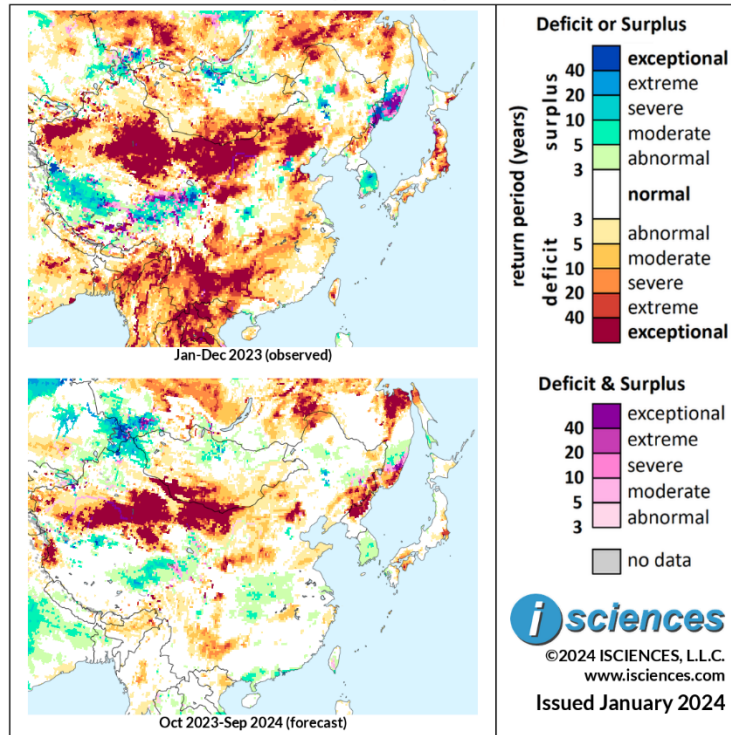 Jan-Dec 2023 (observed)
Oct 2023-Sep 2024 (forecast)
Deficit or Surplus
return period (years)
surplus
deficit
40 exceptional
20 extreme
10 severe
5 moderate
3 abnormal
normal
3 abnormal
5 moderate
10 severe
20 extreme
40 exceptional
Deficit & Surplus
40 exceptional
20 extreme
10 severe
5 moderate
3 abnormal
no data
i sciences
©2024 ISCIENCES, L.L.C.
www.isciences.com
Issued January 2024